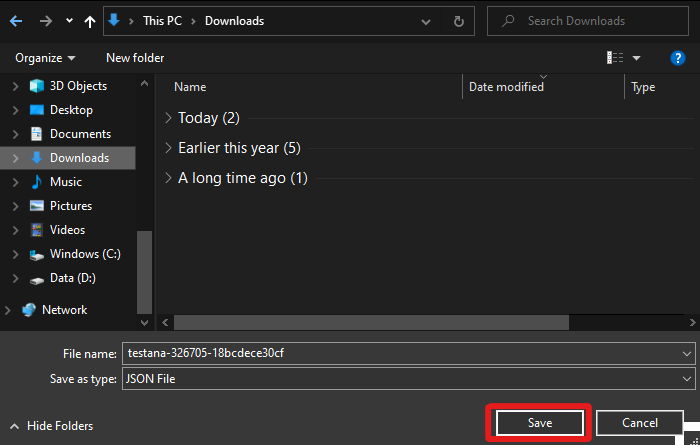 This PC > Downloads
Search Downloads
Organize
New folder
3D Objects
Desktop
Documents
Downloads
Music
Pictures
Videos
Windows (C:)
Data (D:)
Network
Name
Date modified
Type
Today (2)
Earlier this year (5)
A long time ago (1)
File name: testana-326705-18bcdece30cf
Save as type: JSON File
Hide Folders
Save
Cancel